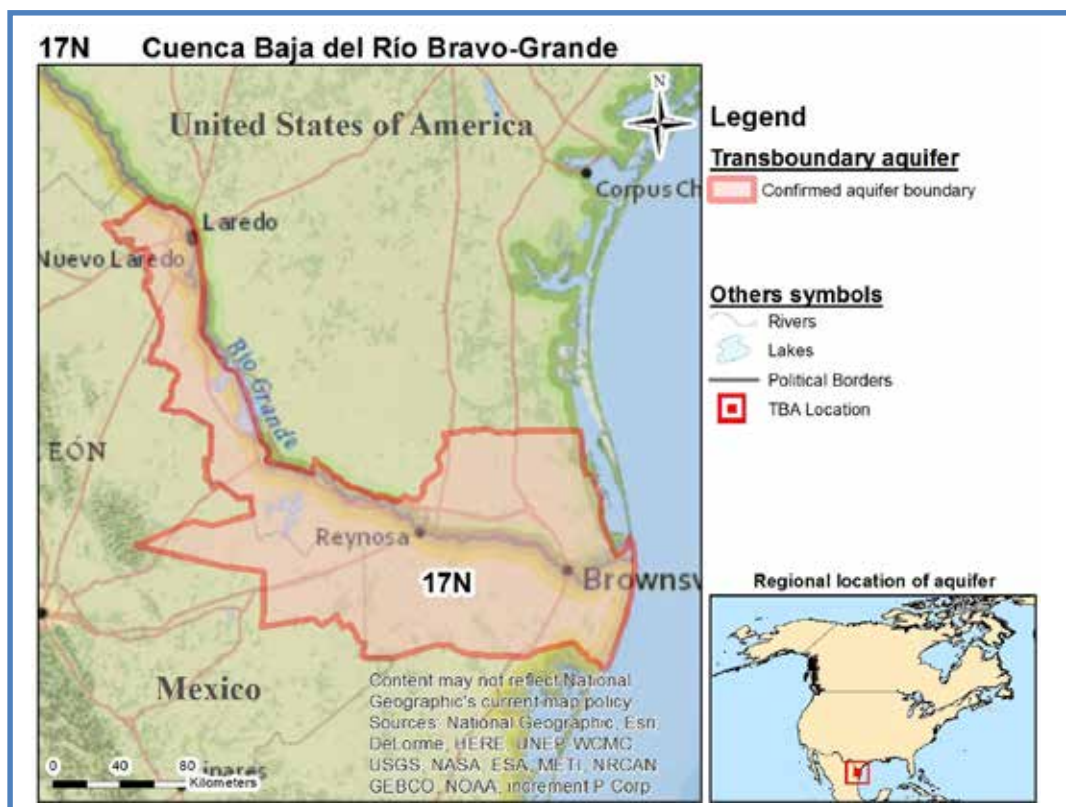 17N Cuenca Baja del Río Bravo-Grande
United States of America
N
Corpus Ch
Laredo
Nuevo Laredo
Río Grande
EÓN
Reynosa
Brownsv
17N
Mexico
Content may not reflect National
Geographic's current map policy.
Sources: National Geographic, Esri,
DeLorme, HERE, UNEP-WCMC,
USGS, NASA, ESA, METI, NRCAN,
GEBCO, NOAA, increment P Corp.
0 40 80
Kilometers
inares
Legend
Transboundary aquifer
Confirmed aquifer boundary
Others symbols
Rivers
Lakes
Political Borders
TBA Location
Regional location of aquifer